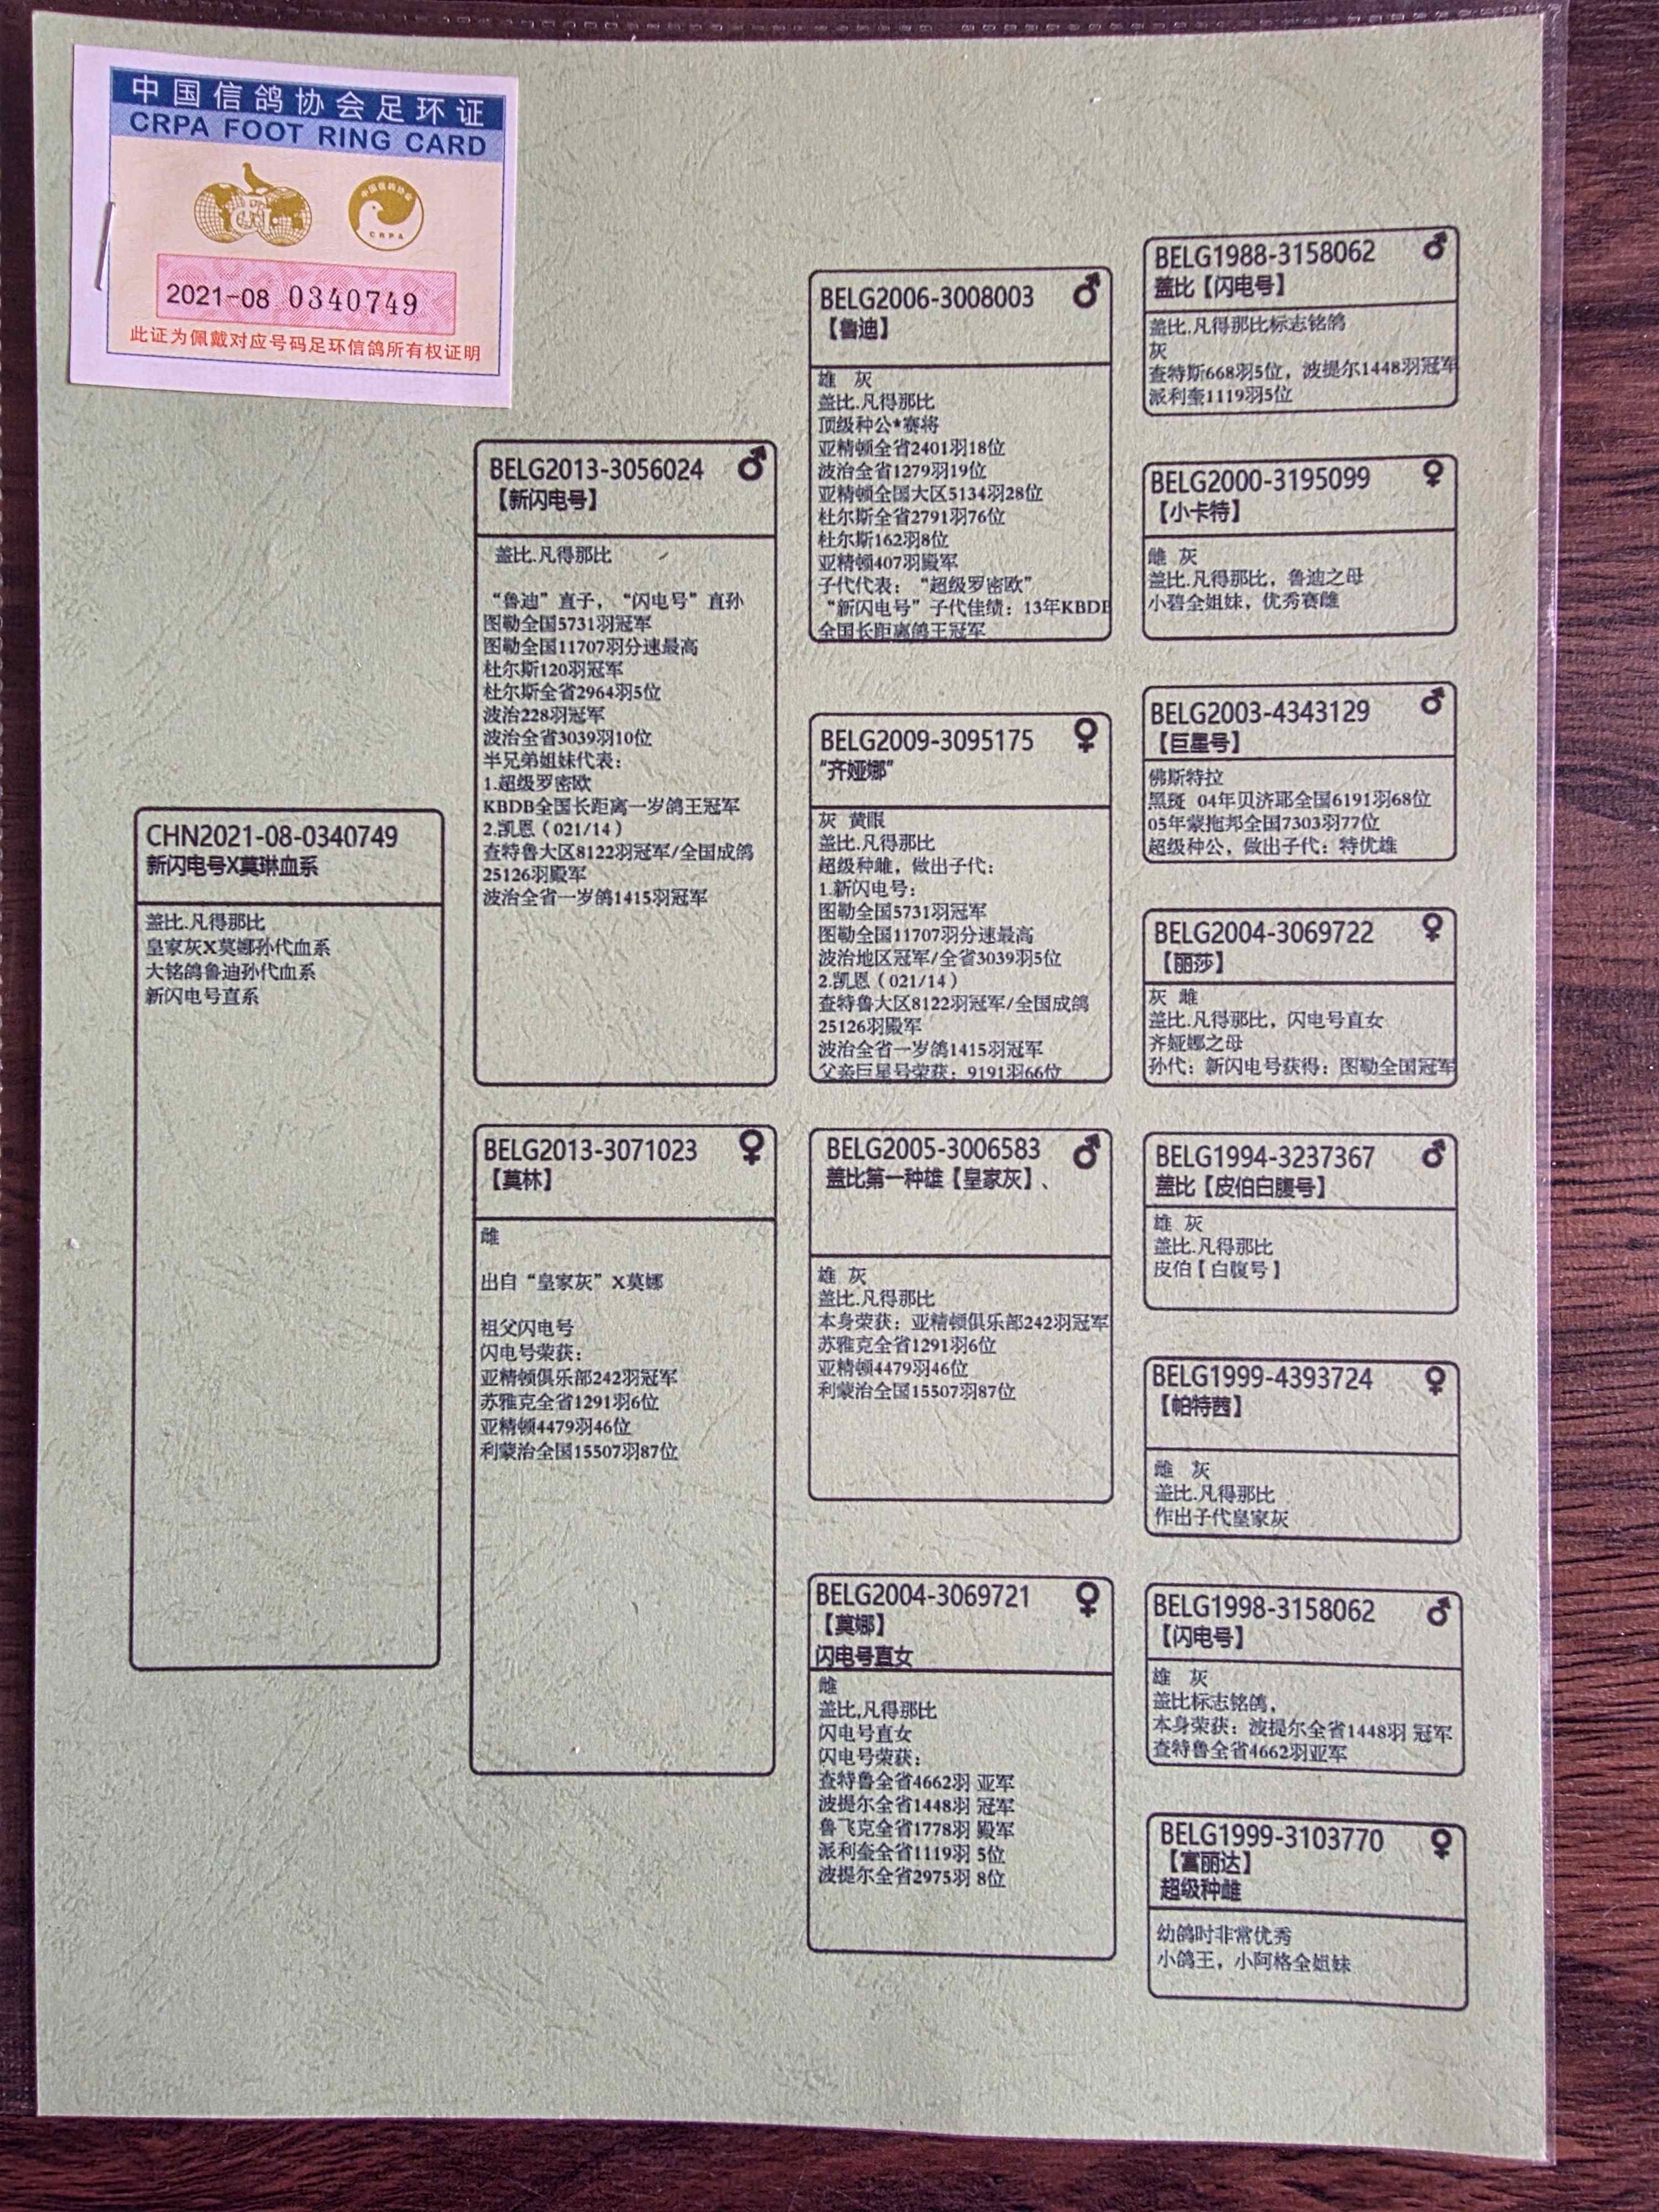 中国信鸽协会足环证
CRPA FOOT RING CARD
中国信鸽协会
CRPA
2021-08 0340749
此证为佩戴对应号码足环信鸽所有权证明
CHN2021-08-0340749
新闪电号X莫琳血系
盖比.凡得那比
皇家灰X莫娜孙代血系
大铭鸽鲁迪孙代血系
新闪电号直系
BELG2013-3056024 ♂
【新闪电号】
盖比.凡得那比
“鲁迪”直子，“闪电号”直孙
图勒全国5731羽冠军
图勒全国11707羽分速最高
杜尔斯120羽冠军
杜尔斯全省2964羽5位
波治228羽冠军
波治全省3039羽10位
半兄弟姐妹代表：
1.超级罗密欧
KBDB全国长距离一岁鸽王冠军
2.凯恩（021/14）
查特鲁大区8122羽冠军/全国成鸽
25126羽殿军
波治全省一岁鸽1415羽冠军
BELG2013-3071023 ♀
【莫林】
雌
出自“皇家灰”X莫娜
祖父闪电号
闪电号荣获：
亚精顿俱乐部242羽冠军
苏雅克全省1291羽6位
亚精顿4479羽46位
利蒙治全国15507羽87位
BELG2006-3008003 ♂
【鲁迪】
雄 灰
盖比.凡得那比
顶级种公*赛将
亚精顿全省2401羽18位
波治全省1279羽19位
亚精顿全国大区5134羽28位
杜尔斯全省2791羽76位
杜尔斯162羽8位
亚精顿407羽殿军
子代代表：“超级罗密欧”
“新闪电号”子代佳绩：13年KBDB
全国长距离鸽王冠军
BELG2009-3095175 ♀
“齐娅娜”
灰 黄眼
盖比.凡得那比
超级种雌，做出子代：
1.新闪电号：
图勒全国5731羽冠军
图勒全国11707羽分速最高
波治地区冠军/全省3039羽5位
2.凯恩（021/14）
查特鲁大区8122羽冠军/全国成鸽
25126羽殿军
波治全省一岁鸽1415羽冠军
父亲巨星号荣获：9191羽66位
BELG2005-3006583 ♂
盖比第一种雄【皇家灰】、
雄 灰
盖比.凡得那比
本身荣获：亚精顿俱乐部242羽冠军
苏雅克全省1291羽6位
亚精顿4479羽46位
利蒙治全国15507羽87位
BELG2004-3069721 ♀
【莫娜】
闪电号直女
雌
盖比,凡得那比
闪电号直女
闪电号荣获：
查特鲁全省4662羽 亚军
波提尔全省1448羽 冠军
鲁飞克全省1778羽 殿军
派利奎全省1119羽 5位
波提尔全省2975羽 8位
BELG1988-3158062 ♂
盖比【闪电号】
盖比.凡得那比标志铭鸽
灰
查特斯668羽5位，波提尔1448羽冠军
派利奎1119羽5位
BELG2000-3195099 ♀
【小卡特】
雌 灰
盖比.凡得那比，鲁迪之母
小碧全姐妹，优秀赛雌
BELG2003-4343129 ♂
【巨星号】
佛斯特拉
黑斑 04年贝济耶全国6191羽68位
05年蒙拖邦全国7303羽77位
超级种公，做出子代：特优雄
BELG2004-3069722 ♀
【丽莎】
灰 雌
盖比.凡得那比，闪电号直女
齐娅娜之母
孙代：新闪电号获得：图勒全国冠军
BELG1994-3237367 ♂
盖比【皮伯白腹号】
雄 灰
盖比.凡得那比
皮伯【白腹号】
BELG1999-4393724 ♀
【帕特茜】
雌 灰
盖比.凡得那比
作出子代皇家灰
BELG1998-3158062 ♂
【闪电号】
雄 灰
盖比标志铭鸽，
本身荣获：波提尔全省1448羽 冠军
查特鲁全省4662羽亚军
BELG1999-3103770 ♀
【富丽达】
超级种雌
幼鸽时非常优秀
小鸽王，小阿格全姐妹